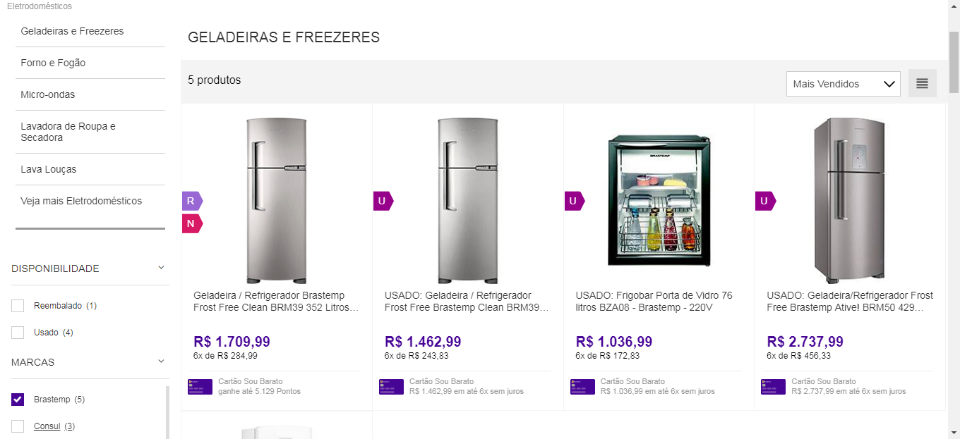 Eletrodomésticos
Geladeiras e Freezeres
Forno e Fogão
Micro-ondas
Lavadora de Roupa e
Secadora
Lava Louças
Veja mais Eletrodomésticos
DISPONIBILIDADE
Reembalado (1)
Usado (4)
MARCAS
Brastemp (5)
Consul (3)
GELADEIRAS E FREEZERES
5 produtos
Mais Vendidos
R
N
Geladeira / Refrigerador Brastemp
Frost Free Clean BRM39 352 Litros…
R$ 1.709,99
6x de R$ 284,99
Cartão Sou Barato
ganhe até 5.129 Pontos
U
USADO: Geladeira / Refrigerador
Frost Free Brastemp Clean BRM39…
R$ 1.462,99
6x de R$ 243,83
Cartão Sou Barato
R$ 1.462,99 em até 6x sem juros
U
BRASTEMP
USADO: Frigobar Porta de Vidro 76
litros BZA08 - Brastemp - 220V
R$ 1.036,99
6x de R$ 172,83
Cartão Sou Barato
R$ 1.036,99 em até 6x sem juros
U
USADO: Geladeira/Refrigerador Frost
Free Brastemp Ative! BRM50 429…
R$ 2.737,99
6x de R$ 456,33
Cartão Sou Barato
R$ 2.737,99 em até 6x sem juros